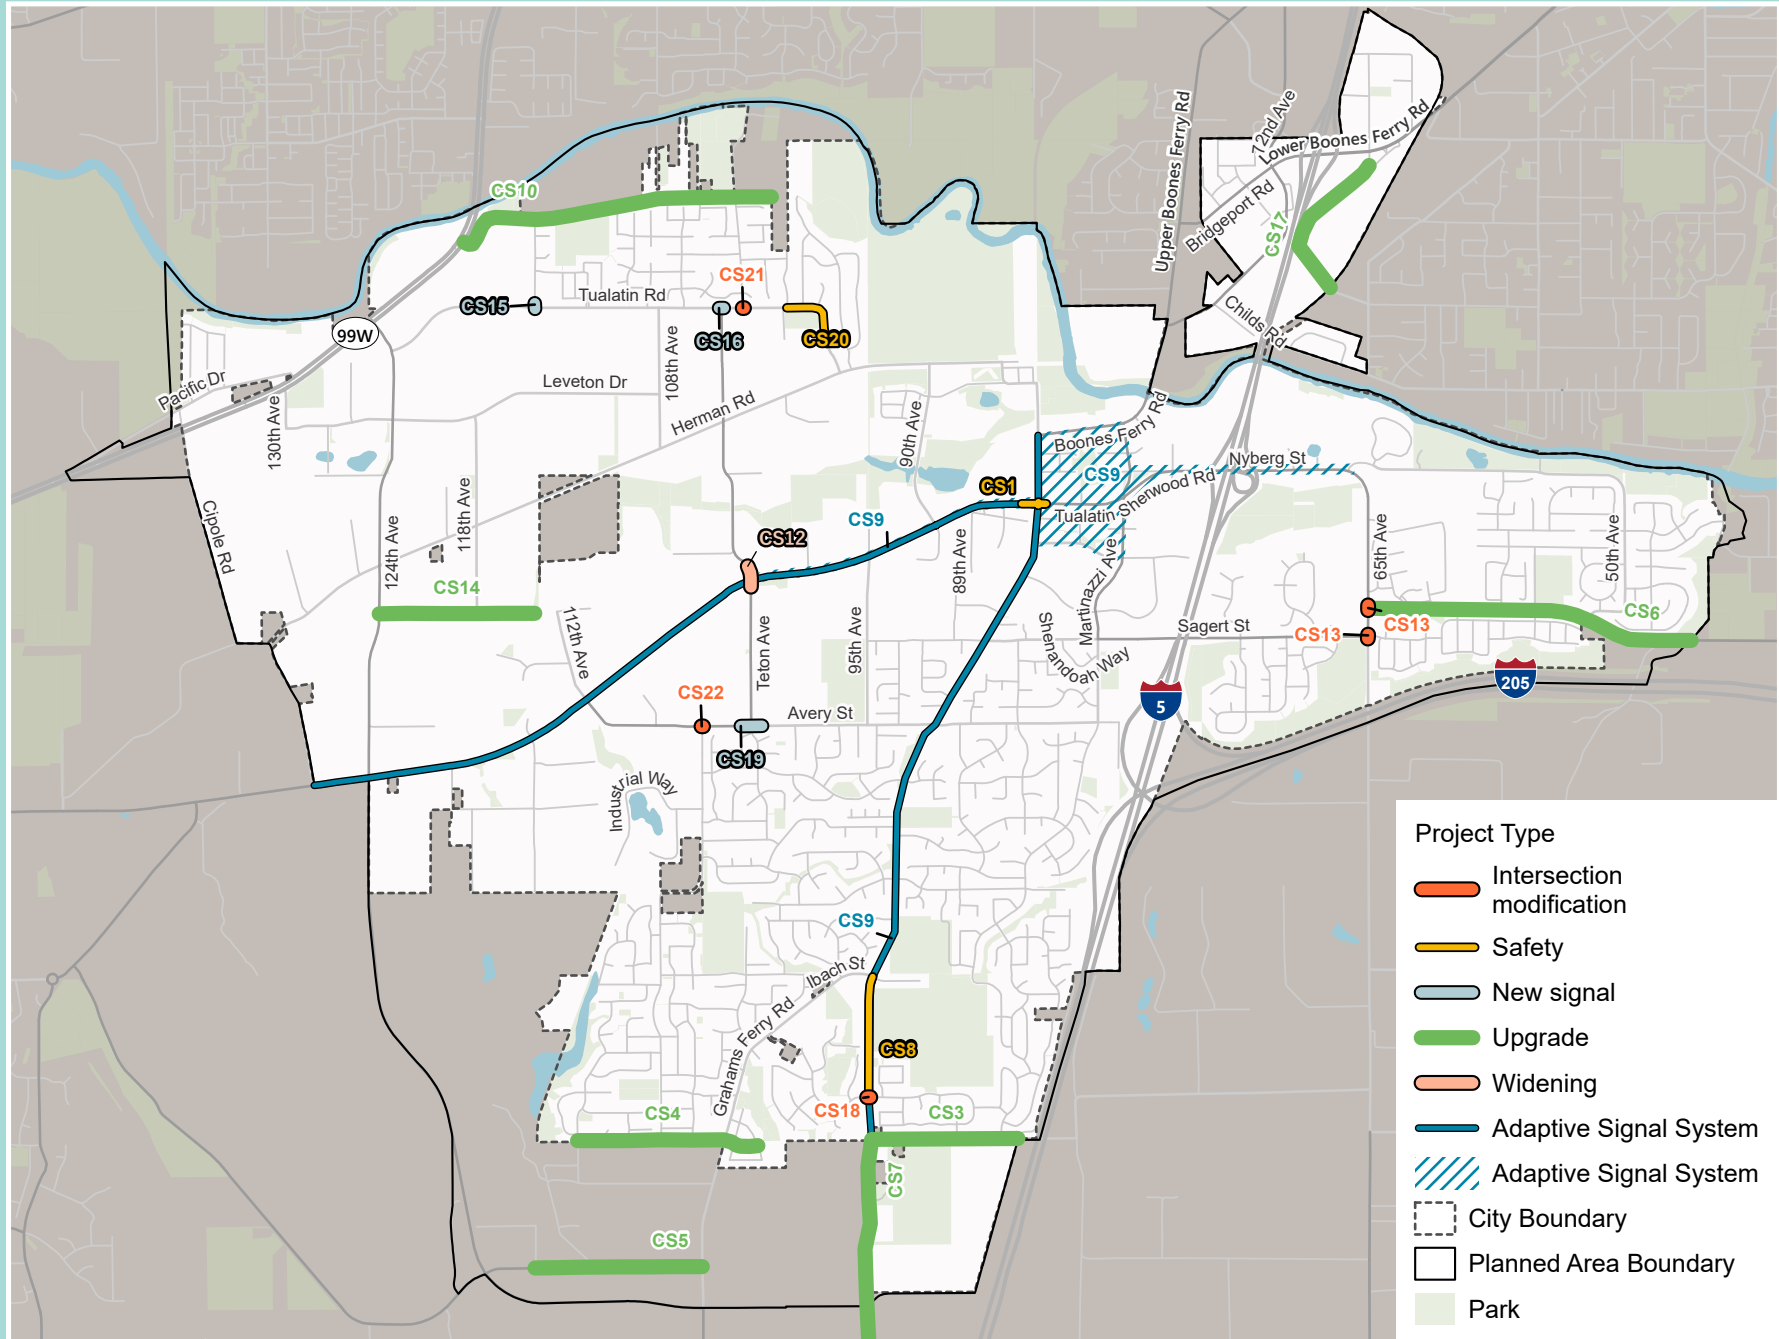 CS10
Upper Boones Ferry Rd
72nd Ave
Lower Boones Ferry Rd
Bridgeport Rd
CS17
Childs Rd
CS21
Tualatin Rd
CS15
CS16
CS20
99W
108th Ave
Pacific Dr
Leveton Dr
Herman Rd
130th Ave
90th Ave
Boones Ferry Rd
Nyberg St
CS9
CS1
Tualatin Sherwood Rd
Cipole Rd
118th Ave
124th Ave
CS9
CS12
89th Ave
Martinazzi Ave
65th Ave
50th Ave
CS14
CS6
112th Ave
Teton Ave
95th Ave
Shenandoah Way
Sagert St
CS13
CS13
205
5
CS22
Avery St
CS19
Industrial Way
CS9
Ibach St
Grahams Ferry Rd
CS8
CS4
CS18
CS3
CS7
CS5
Project Type
Intersection
modification
Safety
New signal
Upgrade
Widening
Adaptive Signal System
Adaptive Signal System
City Boundary
Planned Area Boundary
Park